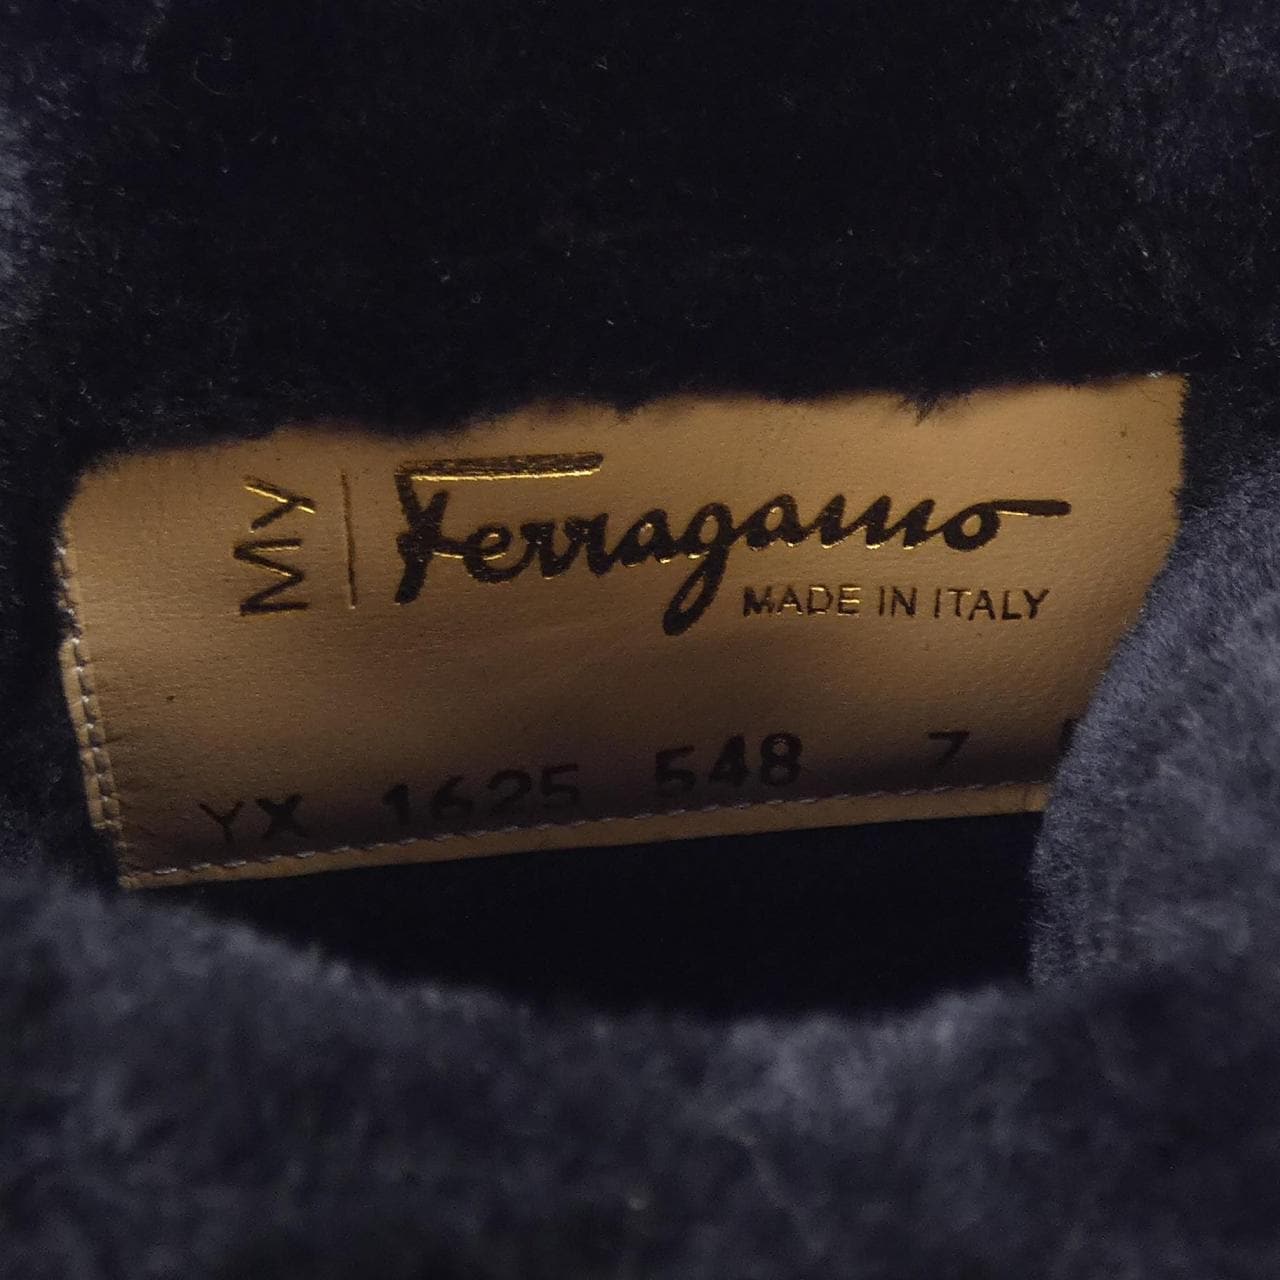 MY Ferragamo
MADE IN ITALY
YX 1625 548 7